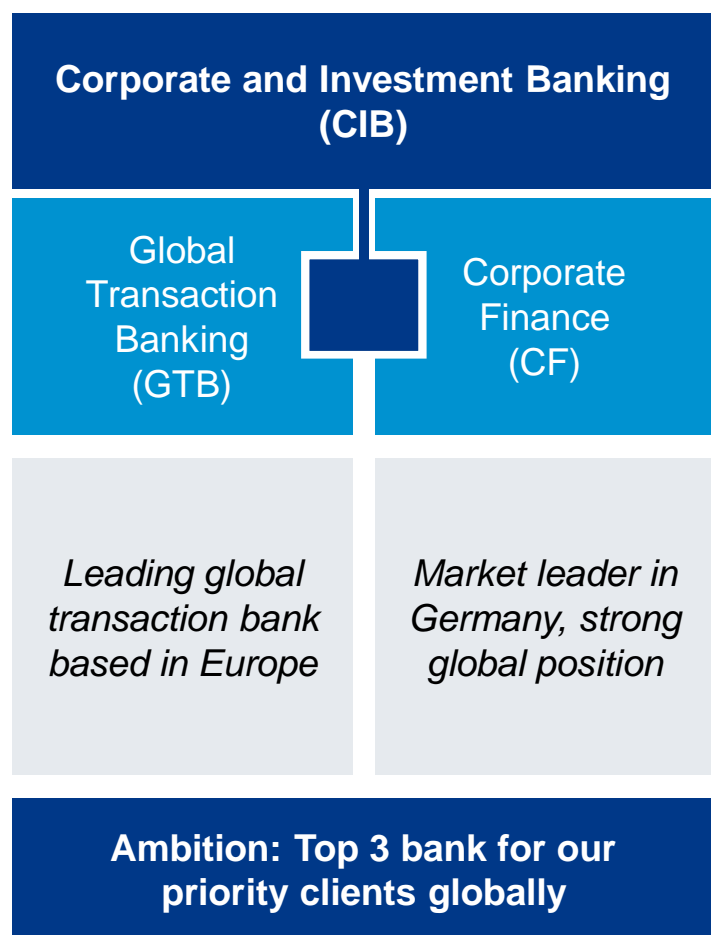 Corporate and Investment Banking
(CIB)
Global
Transaction
Banking
(GTB)
Corporate
Finance
(CF)
Leading global
transaction bank
based in Europe
Market leader in
Germany, strong
global position
Ambition: Top 3 bank for our
priority clients globally